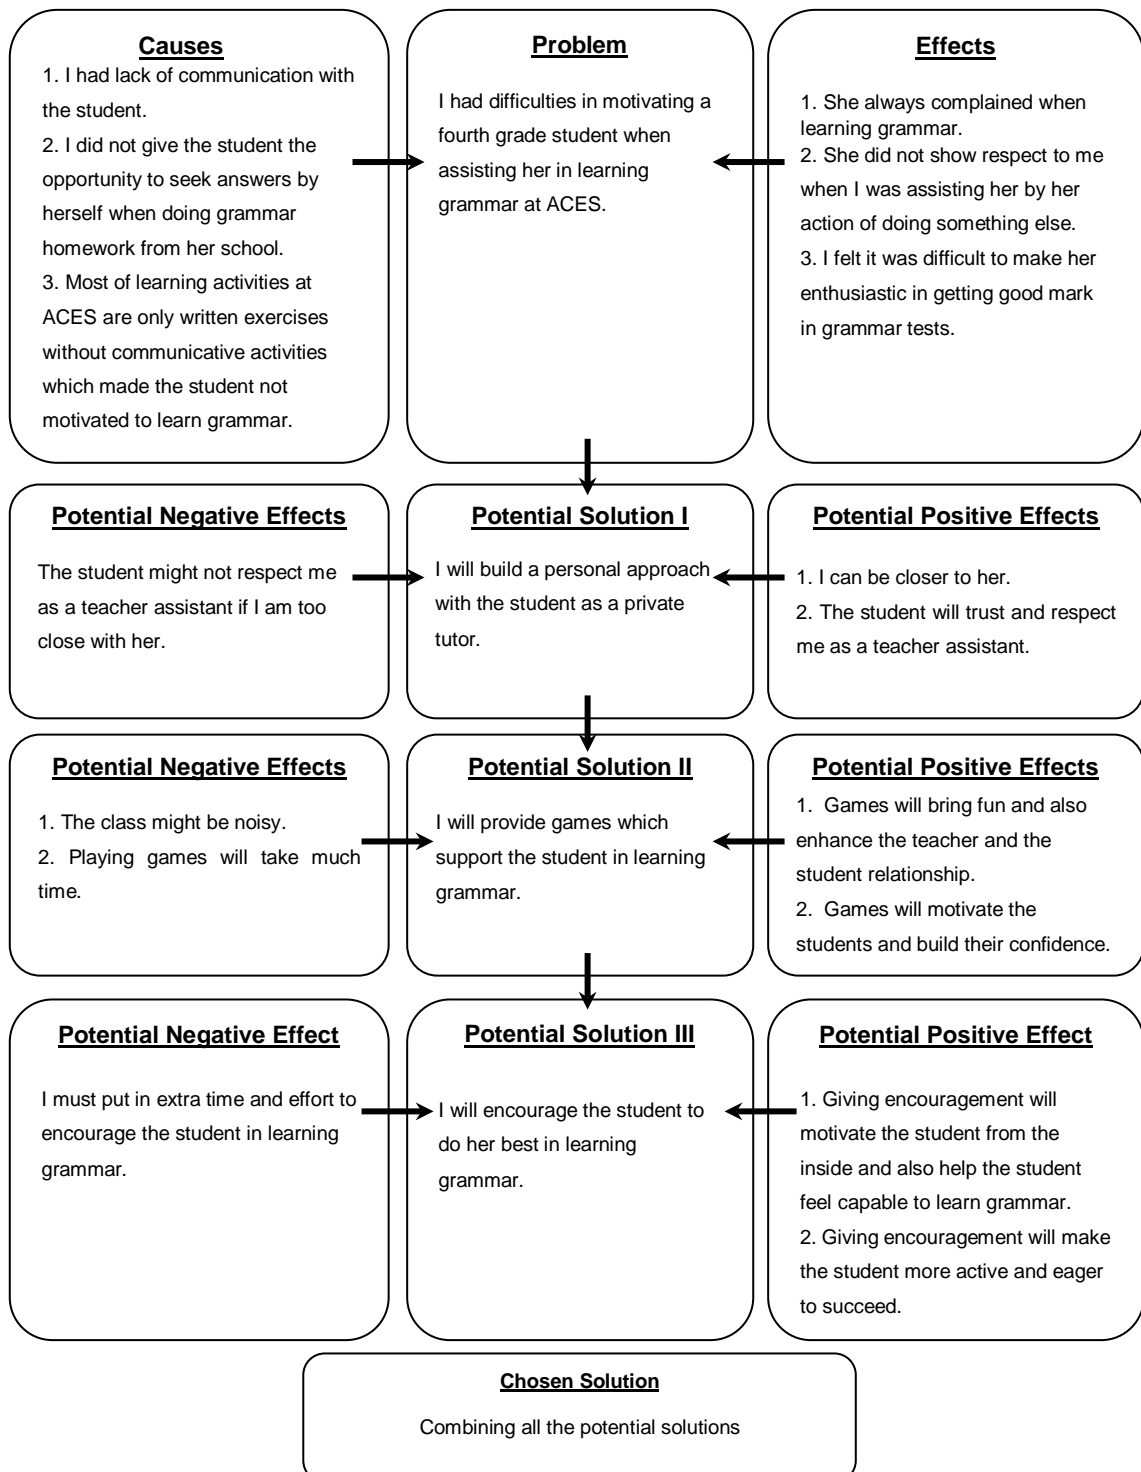 Causes
1. I had lack of communication with
the student.
2. I did not give the student the
opportunity to seek answers by
herself when doing grammar
homework from her school.
3. Most of learning activities at
ACES are only written exercises
without communicative activities
which made the student not
motivated to learn grammar.
Problem
I had difficulties in motivating a
fourth grade student when
assisting her in learning
grammar at ACES.
Effects
1. She always complained when
learning grammar.
2. She did not show respect to me
when I was assisting her by her
action of doing something else.
3. I felt it was difficult to make her
enthusiastic in getting good mark
in grammar tests.
Potential Negative Effects
The student might not respect me
as a teacher assistant if I am too
close with her.
Potential Solution I
I will build a personal approach
with the student as a private
tutor.
Potential Positive Effects
1. I can be closer to her.
2. The student will trust and respect
me as a teacher assistant.
Potential Negative Effects
1. The class might be noisy.
2. Playing games will take much
time.
Potential Solution II
I will provide games which
support the student in learning
grammar.
Potential Positive Effects
1. Games will bring fun and also
enhance the teacher and the
student relationship.
2. Games will motivate the
students and build their confidence.
Potential Negative Effect
I must put in extra time and effort to
encourage the student in learning
grammar.
Potential Solution III
I will encourage the student to
do her best in learning
grammar.
Potential Positive Effect
1. Giving encouragement will
motivate the student from the
inside and also help the student
feel capable to learn grammar.
2. Giving encouragement will make
the student more active and eager
to succeed.
Chosen Solution
Combining all the potential solutions